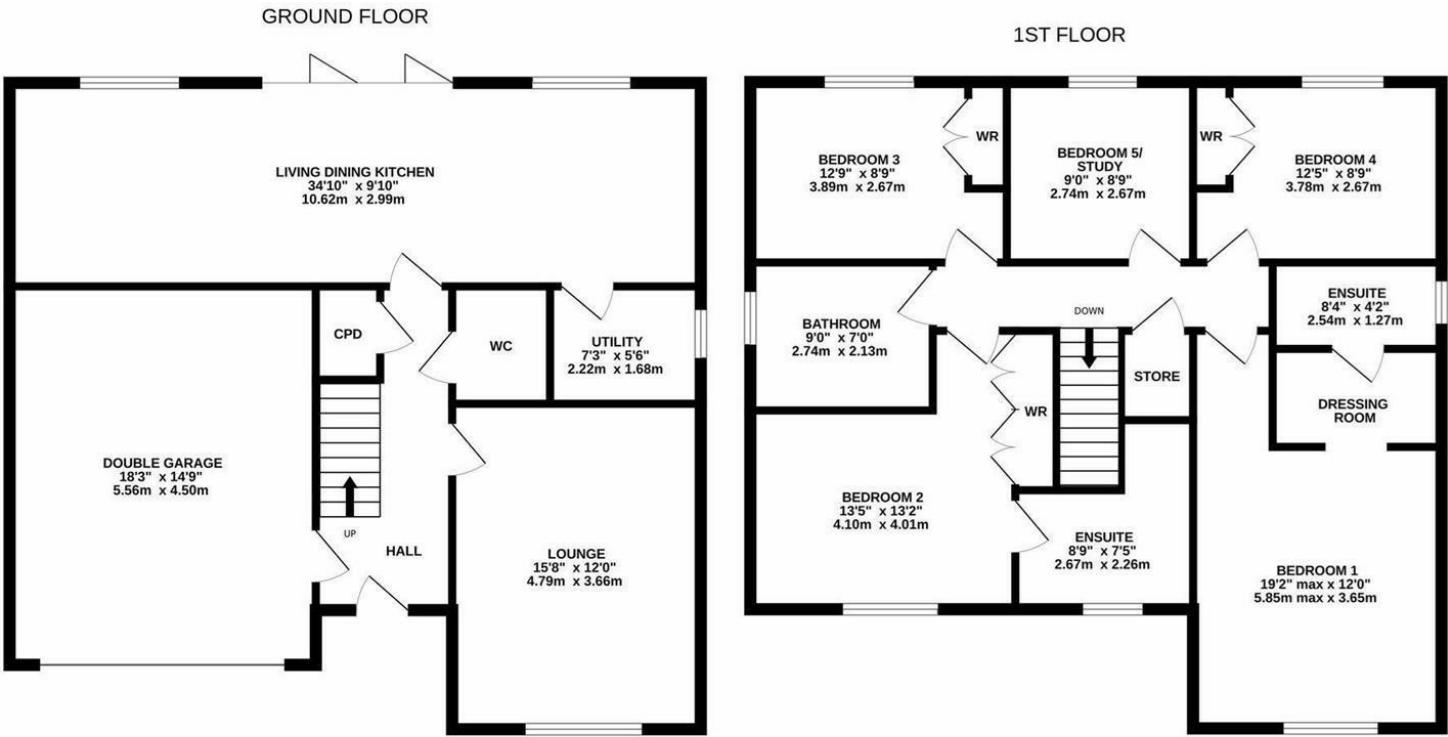 GROUND FLOOR
LIVING DINING KITCHEN
34'10" x 9'10"
10.62m x 2.99m
CPD
WC
UTILITY
7'3" x 5'6"
2.22m x 1.68m
DOUBLE GARAGE
18'3" x 14'9"
5.56m x 4.50m
UP
HALL
LOUNGE
15'8" x 12'0"
4.79m x 3.66m
1ST FLOOR
BEDROOM 3
12'9" x 8'9"
3.89m x 2.67m
WR
BEDROOM 5/
STUDY
9'0" x 8'9"
2.74m x 2.67m
WR
BEDROOM 4
12'5" x 8'9"
3.78m x 2.67m
BATHROOM
9'0" x 7'0"
2.74m x 2.13m
DOWN
ENSUITE
8'4" x 4'2"
2.54m x 1.27m
STORE
WR
DRESSING
ROOM
BEDROOM 2
13'5" x 13'2"
4.10m x 4.01m
ENSUITE
8'9" x 7'5"
2.67m x 2.26m
BEDROOM 1
19'2" max x 12'0"
5.85m max x 3.65m